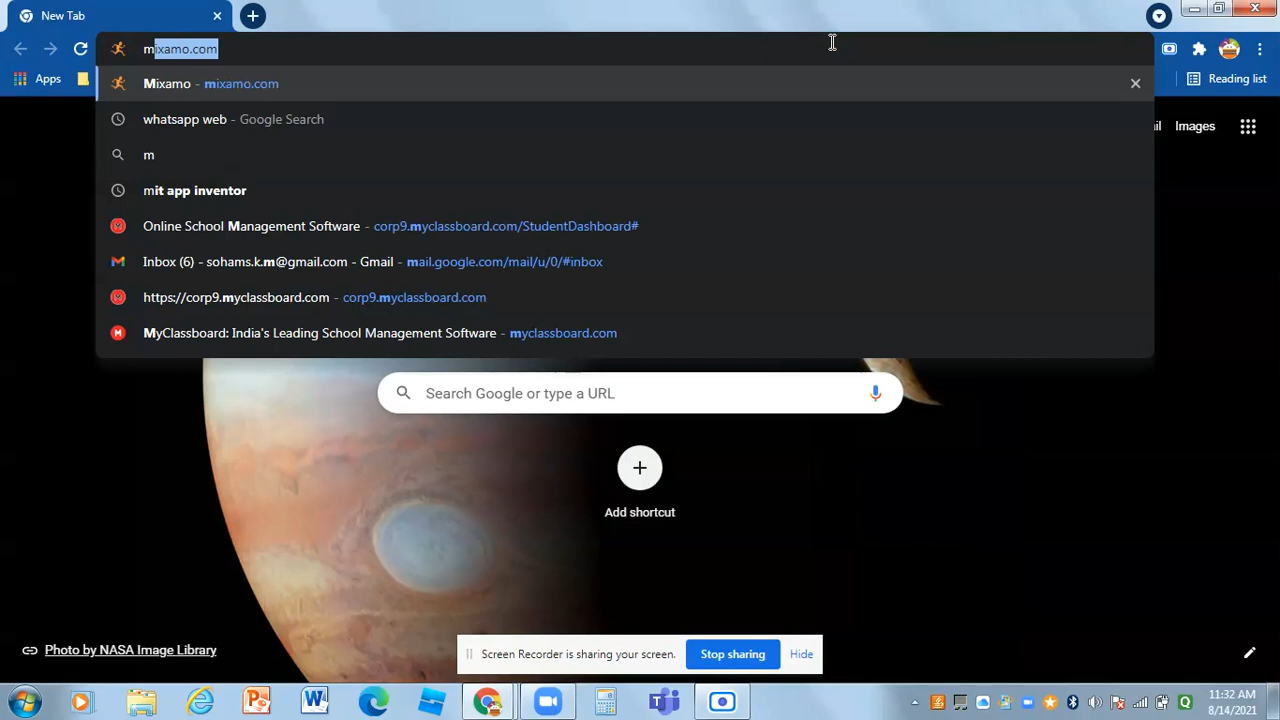 New Tab
mixamo.com
Mixamo - mixamo.com
whatsapp web - Google Search
m
mit app inventor
Online School Management Software - corp9.myclassboard.com/StudentDashboard#
Inbox (6) - sohams.k.m@gmail.com - Gmail - mail.google.com/mail/u/0/#inbox
https://corp9.myclassboard.com - corp9.myclassboard.com
MyClassboard: India's Leading School Management Software - myclassboard.com
Apps
Reading list
il Images
Search Google or type a URL
Add shortcut
Photo by NASA Image Library
Screen Recorder is sharing your screen. Stop sharing Hide
11:32 AM
8/14/2021